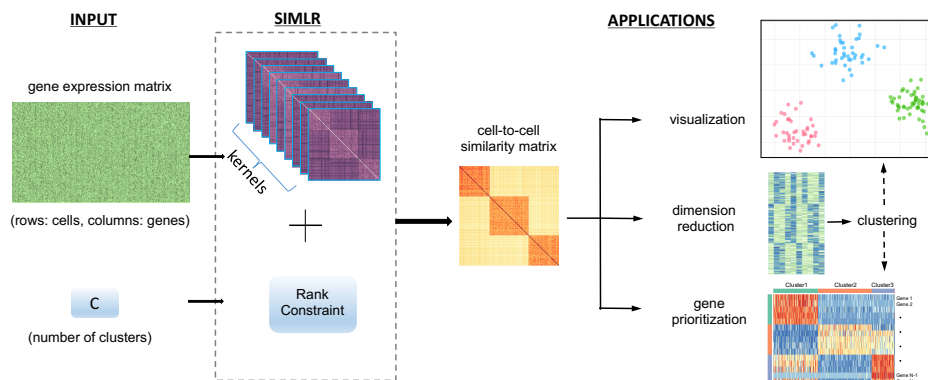 INPUT
SIMLR
APPLICATIONS
gene expression matrix
(rows: cells, columns: genes)
C
(number of clusters)
kernels
Rank
Constraint
cell-to-cell
similarity matrix
visualization
dimension
reduction
clustering
gene
prioritization
Cluster1
Cluster2
Cluster3
Gene 1
Gene 2
Gene N-1